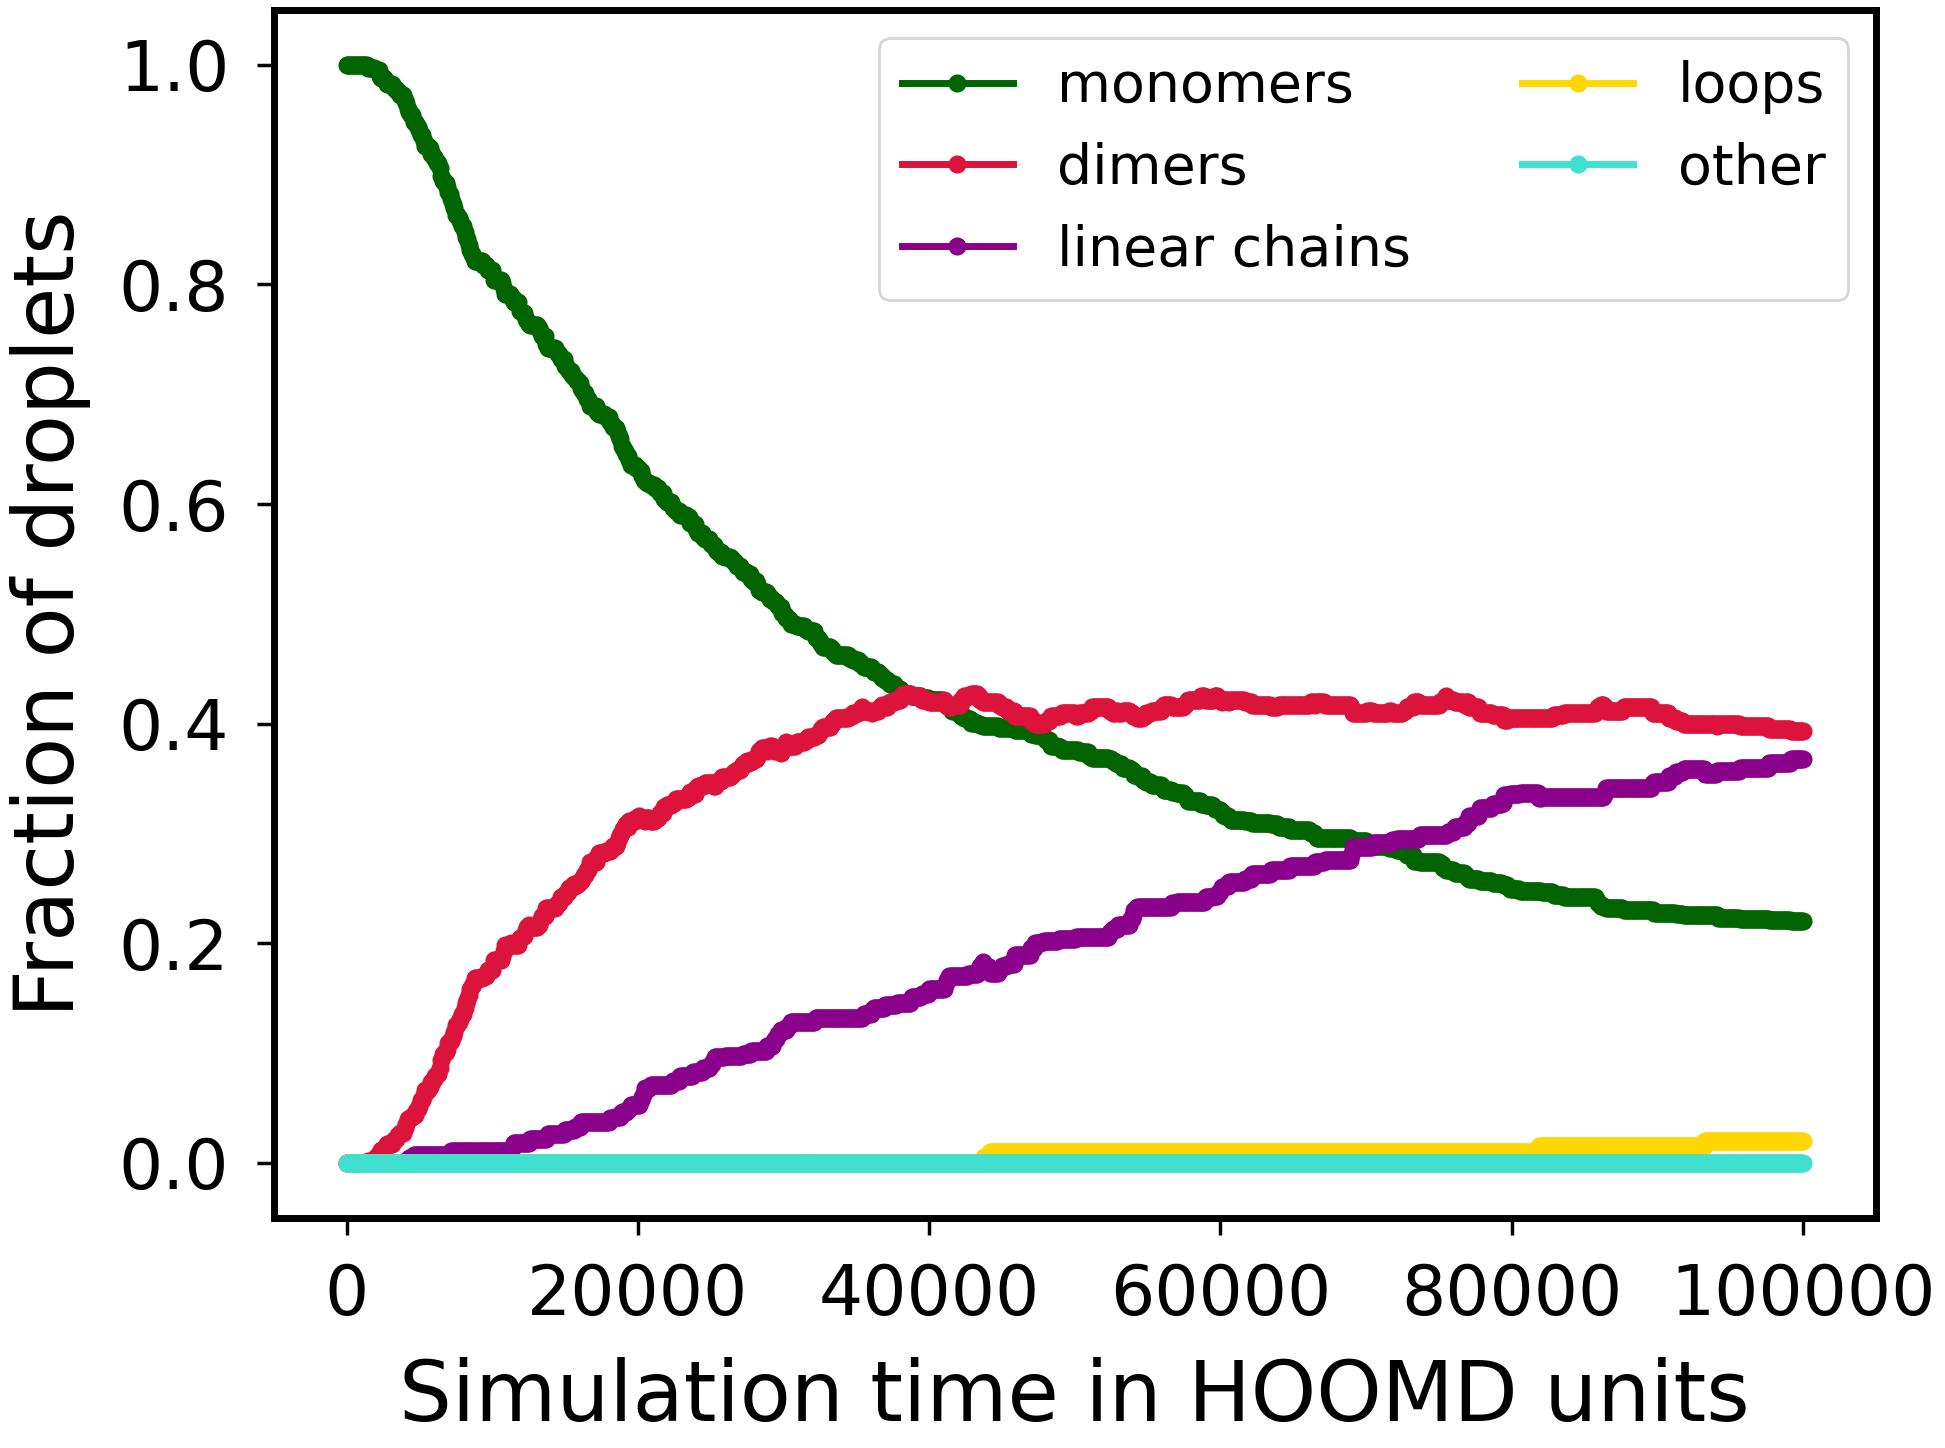 Fraction of droplets
1.0
0.8
0.6
0.4
0.2
0.0
monomers
dimers
linear chains
loops
other
0 20000 40000 60000 80000 100000
Simulation time in HOOMD units